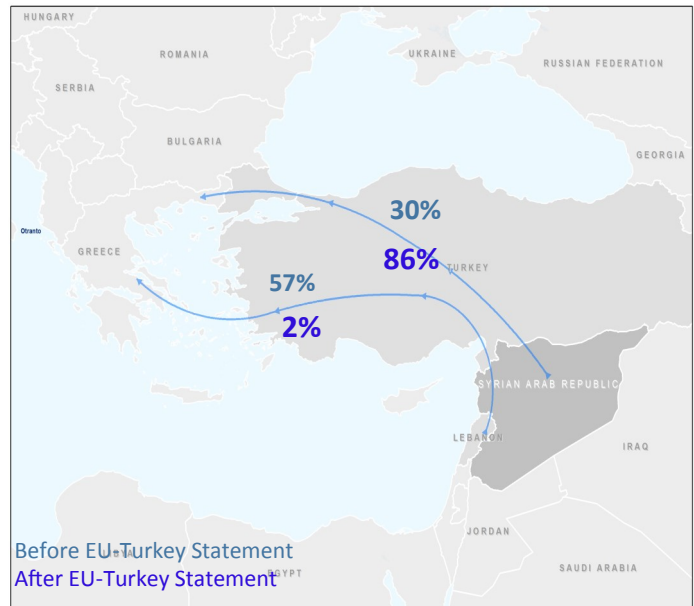 HUNGARY
ROMANIA
UKRAINE
RUSSIAN FEDERATION
SERBIA
BULGARIA
GEORGIA
Otranto
GREECE
30%
86%
TURKEY
57%
2%
SYRIAN ARAB REPUBLIC
LEBANON
IRAQ
JORDAN
Before EU-Turkey Statement
After EU-Turkey Statement
EGYPT
SAUDI ARABIA